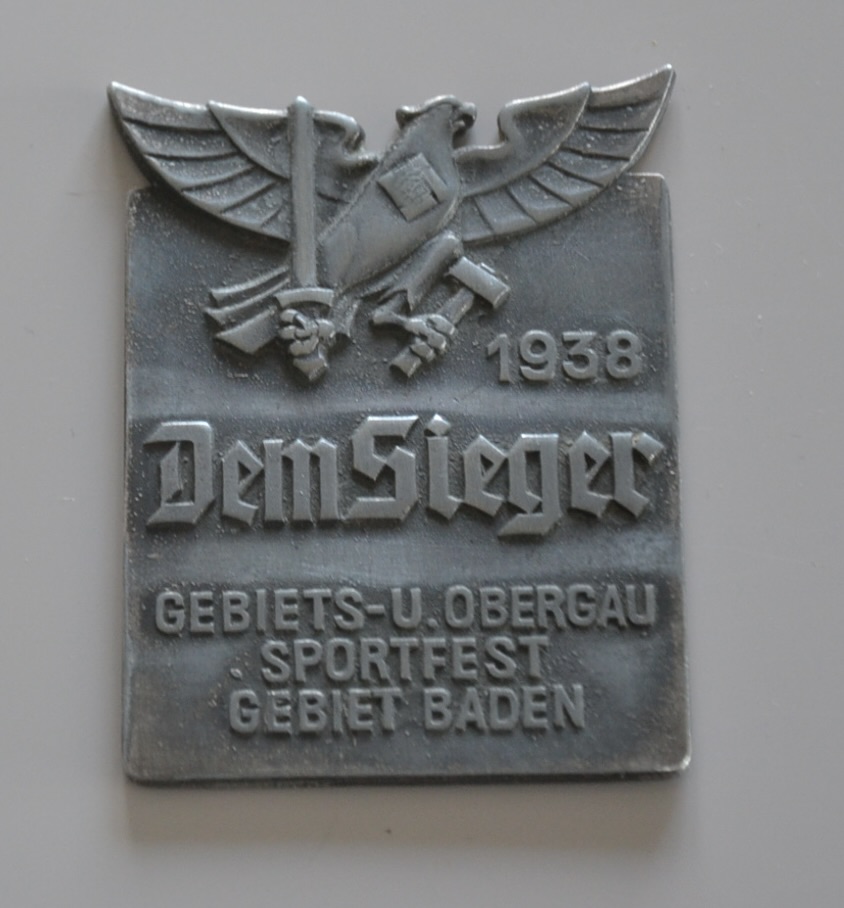 1938
Dem Sieger
GEBIETS-U. OBERGAU
SPORTFEST
GEBIET BADEN